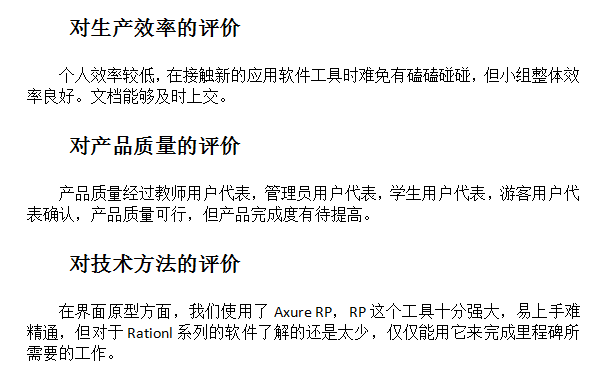 对生产效率的评价
个人效率较低，在接触新的应用软件工具时难免有磕磕碰碰，但小组整体效
率良好。文档能够及时上交。
对产品质量的评价
产品质量经过教师用户代表，管理员用户代表，学生用户代表，游客用户代
表确认，产品质量可行，但产品完成度有待提高。
对技术方法的评价
在界面原型方面，我们使用了 Axure RP，RP 这个工具十分强大，易上手难
精通，但对于 Rationl 系列的软件了解的还是太少，仅仅能用它来完成里程碑所
需要的工作。